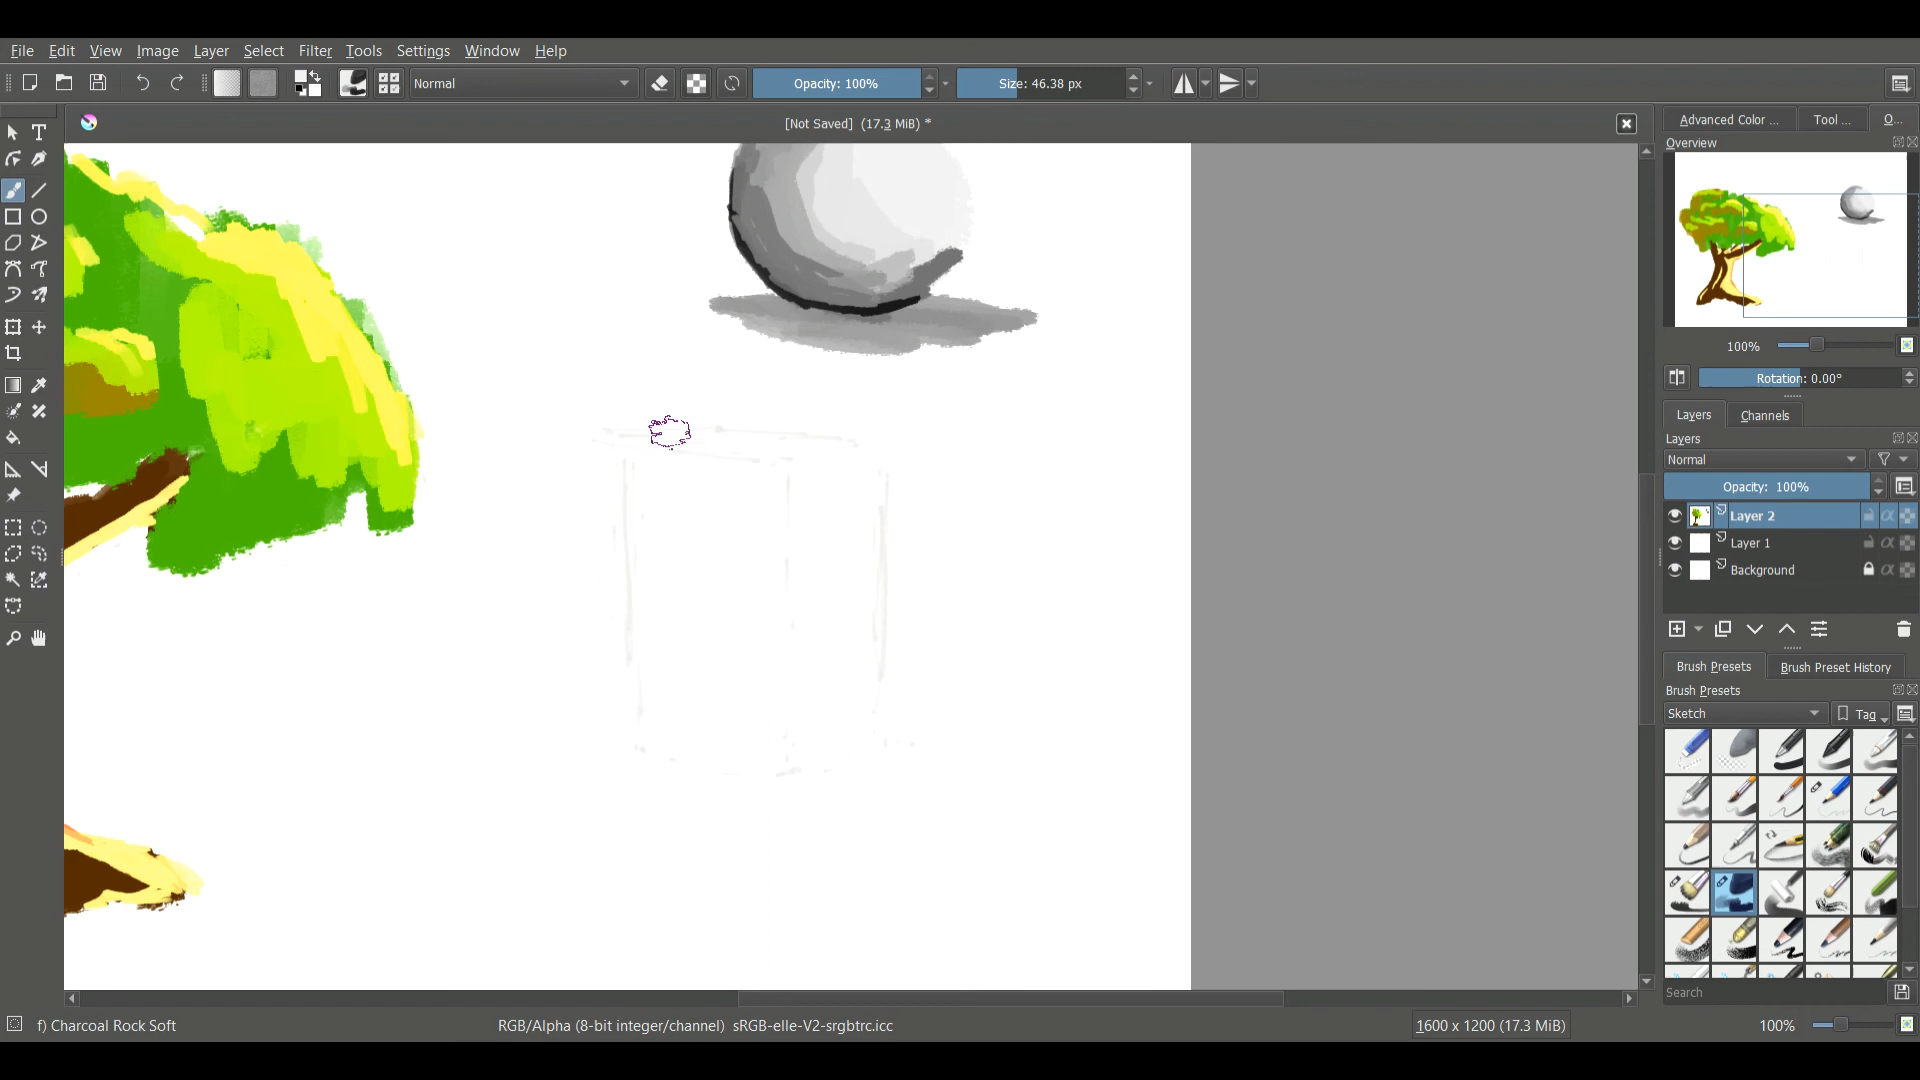 File Edit View Image Layer Select Filter Tools Settings Window Help
Normal
Opacity: 100%
Size: 46.38 px
[Not Saved] (17.3 MiB) *
Advanced Color ... Tool ... O...
Overview
100%
Rotation: 0.00°
Layers Channels
Layers
Normal
Opacity: 100%
Layer 2
Layer 1
Background
Brush Presets Brush Preset History
Brush Presets
Sketch Tag
Search
f) Charcoal Rock Soft
RGB/Alpha (8-bit integer/channel) sRGB-elle-V2-srgbtrc.icc
1600 x 1200 (17.3 MiB)
100%